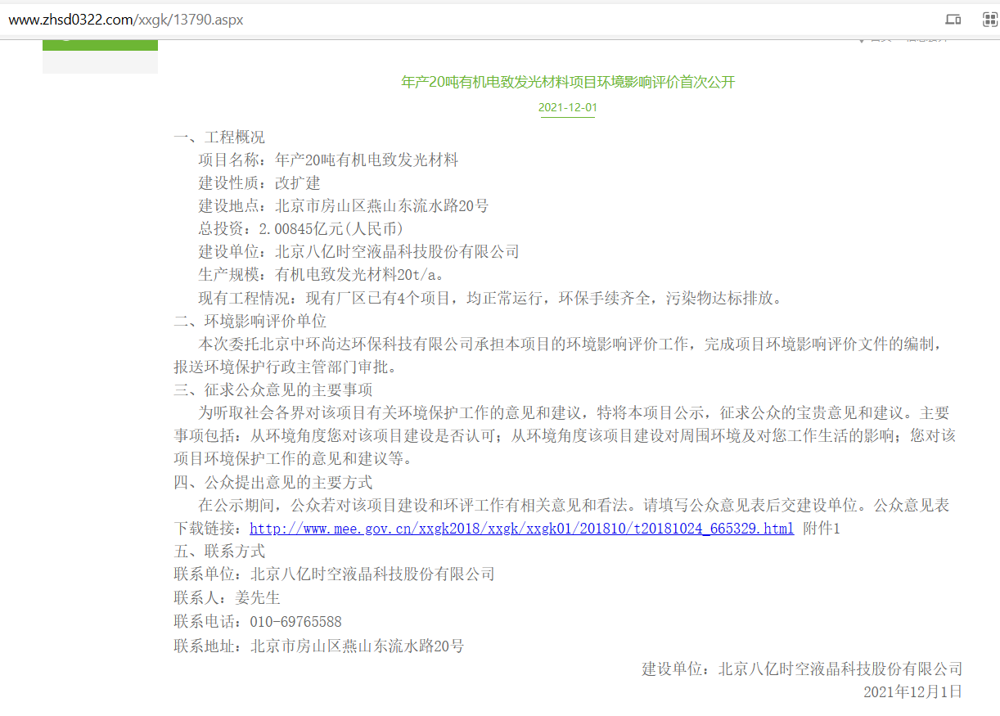 www.zhsd0322.com/xxgk/13790.aspx
年产20吨有机电致发光材料项目环境影响评价首次公开
2021-12-01
一、工程概况
项目名称：年产20吨有机电致发光材料
建设性质：改扩建
建设地点：北京市房山区燕山东流水路20号
总投资：2.00845亿元(人民币)
建设单位：北京八亿时空液晶科技股份有限公司
生产规模：有机电致发光材料20t/a。
现有工程情况：现有厂区已有4个项目，均正常运行，环保手续齐全，污染物达标排放。
二、环境影响评价单位
本次委托北京中环尚达环保科技有限公司承担本项目的环境影响评价工作，完成项目环境影响评价文件的编制，
报送环境保护行政主管部门审批。
三、征求公众意见的主要事项
为听取社会各界对该项目有关环境保护工作的意见和建议，特将本项目公示，征求公众的宝贵意见和建议。主要
事项包括：从环境角度您对该项目建设是否认可；从环境角度该项目建设对周围环境及对您工作生活的影响；您对该
项目环境保护工作的意见和建议等。
四、公众提出意见的主要方式
在公示期间，公众若对该项目建设和环评工作有相关意见和看法。请填写公众意见表后交建设单位。公众意见表
下载链接：http://www.mee.gov.cn/xxgk2018/xxgk/xxgk01/201810/t20181024_665329.html 附件1
五、联系方式
联系单位：北京八亿时空液晶科技股份有限公司
联系人：姜先生
联系电话：010-69765588
联系地址：北京市房山区燕山东流水路20号
建设单位：北京八亿时空液晶科技股份有限公司
2021年12月1日